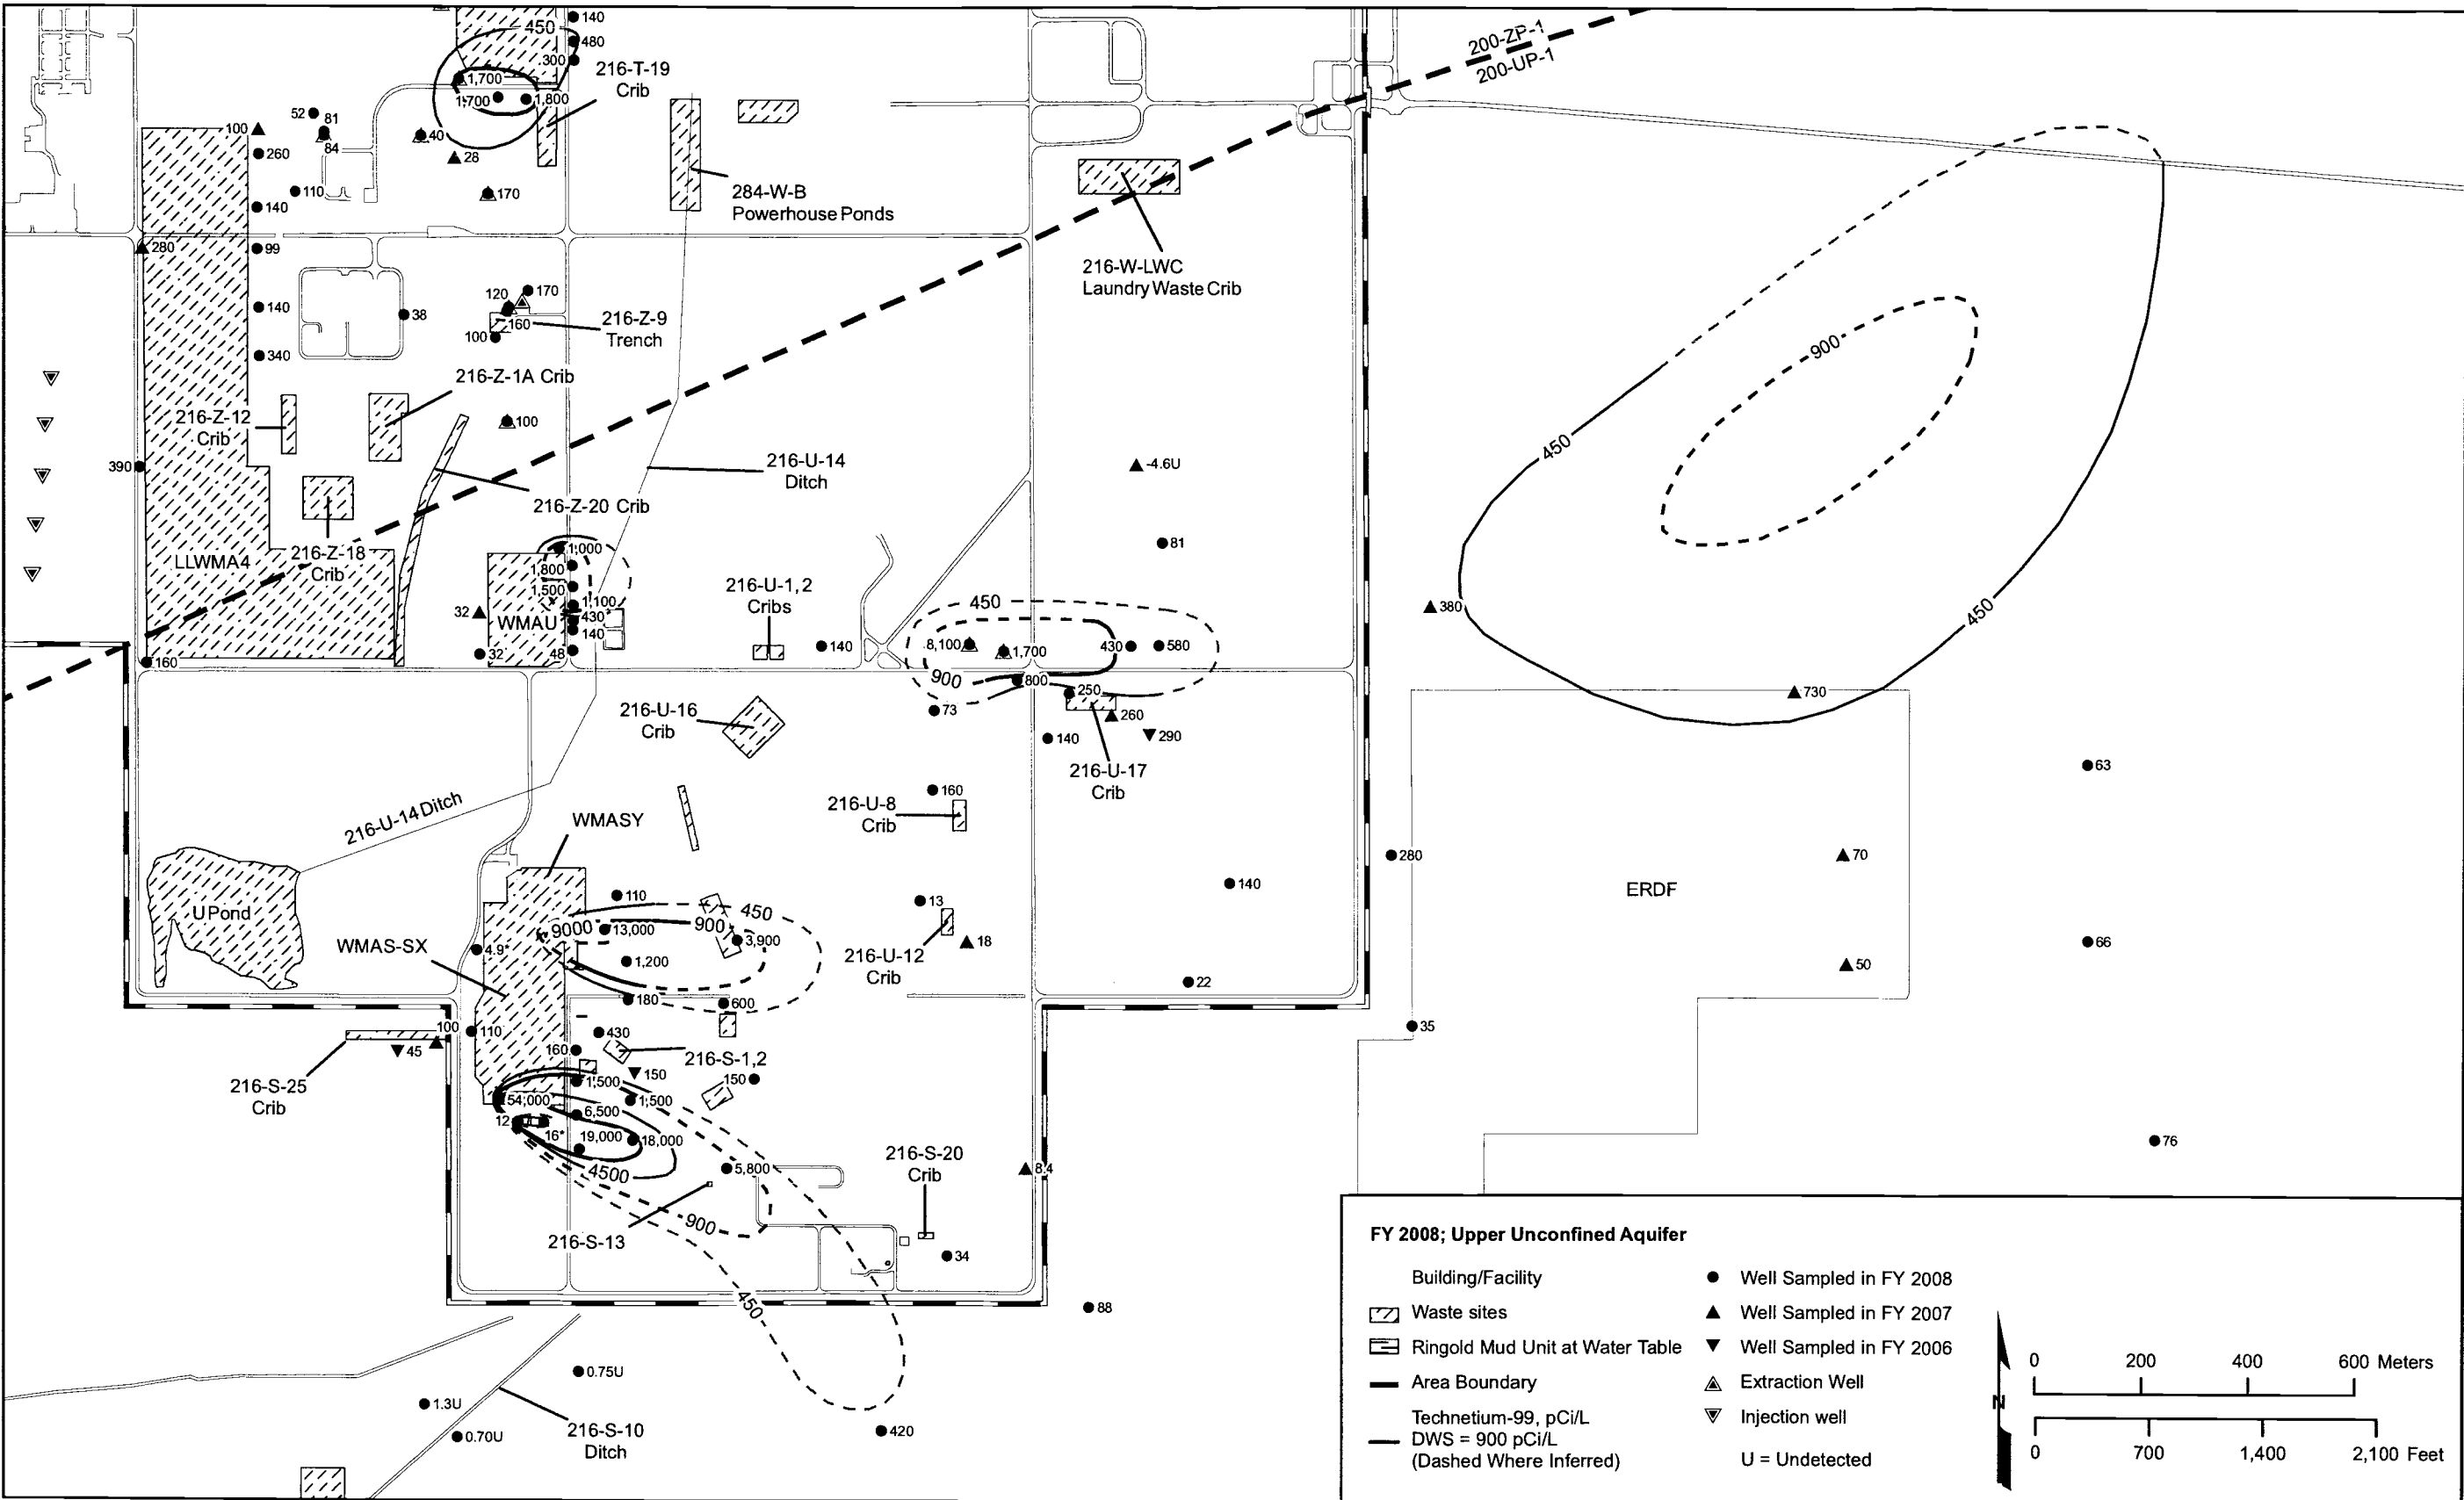 140
450
480
300
216-T-19
Crib
1,700
1,700
1,800
200-ZP-1
200-UP-1
52
81
100
84
40
28
260
110
170
140
284-W-B
Powerhouse Ponds
280
99
216-W-LWC
Laundry Waste Crib
120
170
140
38
160
216-Z-9
Trench
100
900
340
216-Z-1A Crib
216-Z-12
Crib
100
450
390
216-U-14
Ditch
-4.6U
216-Z-20 Crib
216-Z-18
Crib
LLWMA4
1,000
81
1,800
1,500
216-U-1,2
Cribs
1,100
450
380
450
32
WMAU
430
140
8,100
1,700
430
580
160
32
48
140
900
800
250
730
73
260
216-U-16
Crib
140
290
63
216-U-17
Crib
216-U-14 Ditch
160
216-U-8
Crib
WMASY
280
70
140
ERDF
110
13
UPond
450
9000
13,000
900
3,900
18
66
WMAS-SX
4.9*
1,200
216-U-12
Crib
50
22
180
600
100
110
430
35
45
160
216-S-1,2
216-S-25
Crib
1,500
150
150
54,000
1,500
6,500
12
16*
19,000
18,000
76
4500
5,800
216-S-20
Crib
8.4
900
216-S-13
34
450
88
0.75U
1.3U
0.70U
216-S-10
Ditch
420
FY 2008; Upper Unconfined Aquifer
Building/Facility
Waste sites
Ringold Mud Unit at Water Table
Area Boundary
Technetium-99, pCi/L
DWS = 900 pCi/L
(Dashed Where Inferred)
Well Sampled in FY 2008
Well Sampled in FY 2007
Well Sampled in FY 2006
Extraction Well
Injection well
U = Undetected
N
0 200 400 600 Meters
0 700 1,400 2,100 Feet